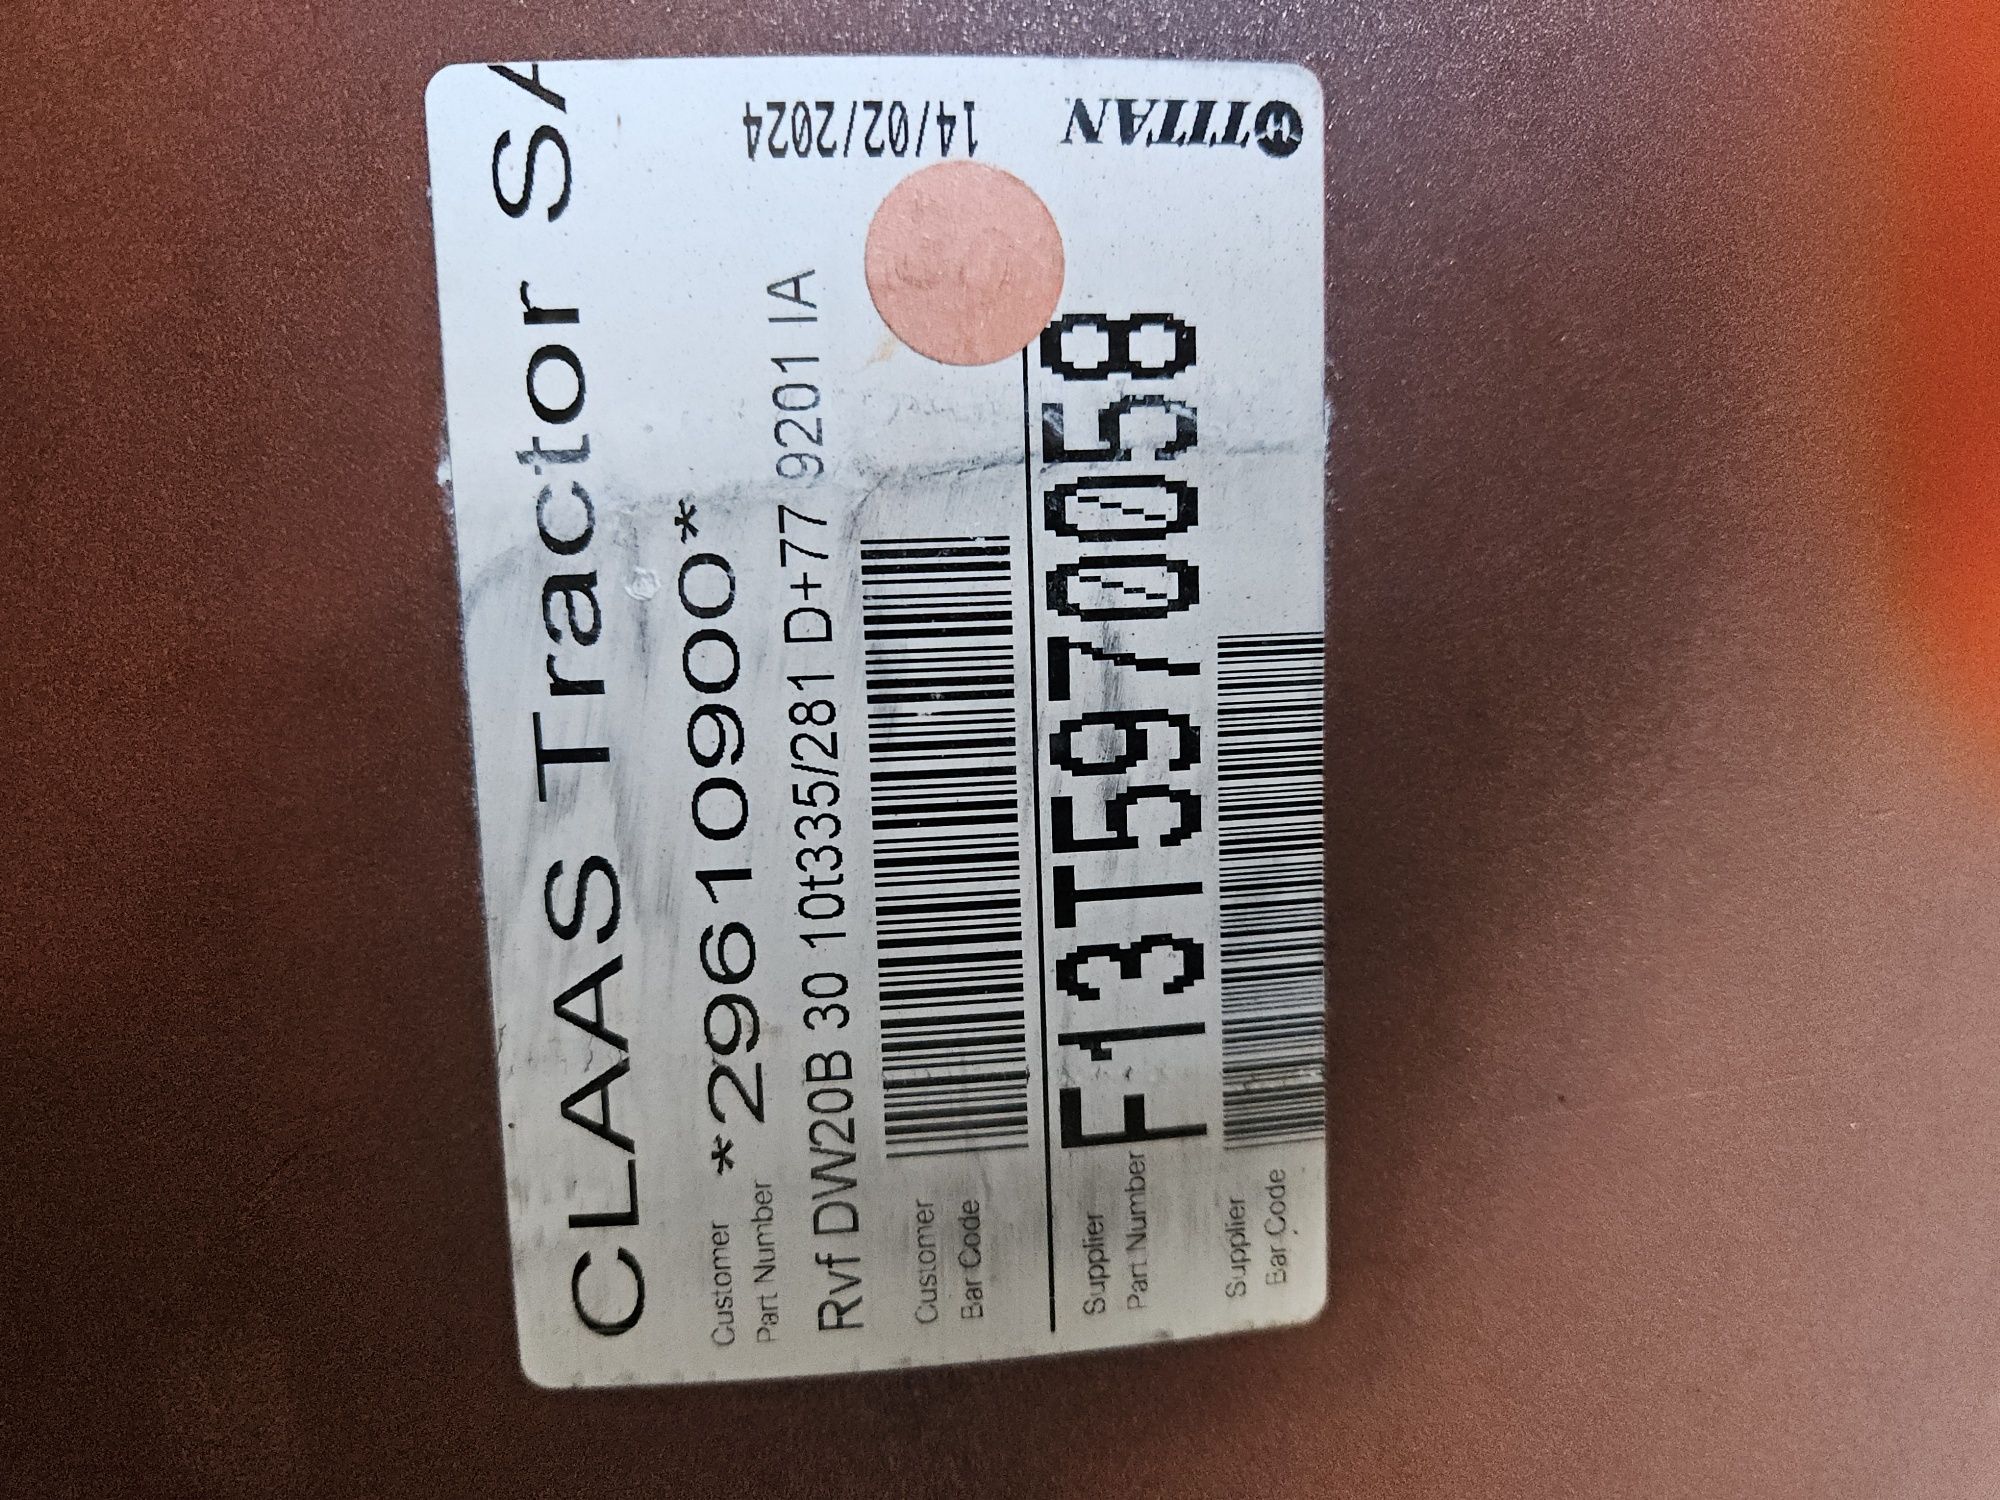 CLAAS Tractor SA
Customer
Part Number
*29610900*
Rvf DW20B 30 10t335/281 D+77 9201 IA
Customer
Bar Code
Supplier
Part Number
F13T5970058
Supplier
Bar Code
14/02/2024
TITAN